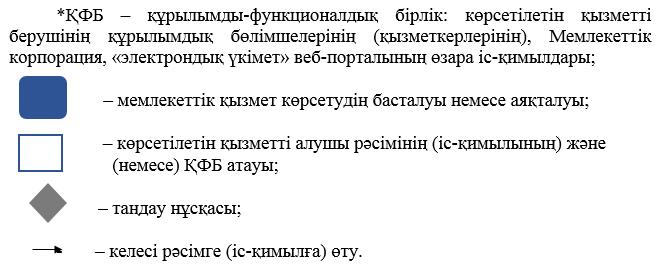 *ҚФБ – құрылымды-функционалдық бірлік: көрсетілетін қызметті
берушінің құрылымдық бөлімшелерінің (қызметкерлерінің), Мемлекеттік
корпорация, «электрондық үкімет» веб-порталының өзара іс-қимылдары;
– мемлекеттік қызмет көрсетудің басталуы немесе аяқталуы;
– көрсетілетін қызметті алушы рәсімінің (іс-қимылының) және
(немесе) ҚФБ атауы;
– таңдау нұсқасы;
– келесі рәсімге (іс-қимылға) өту.